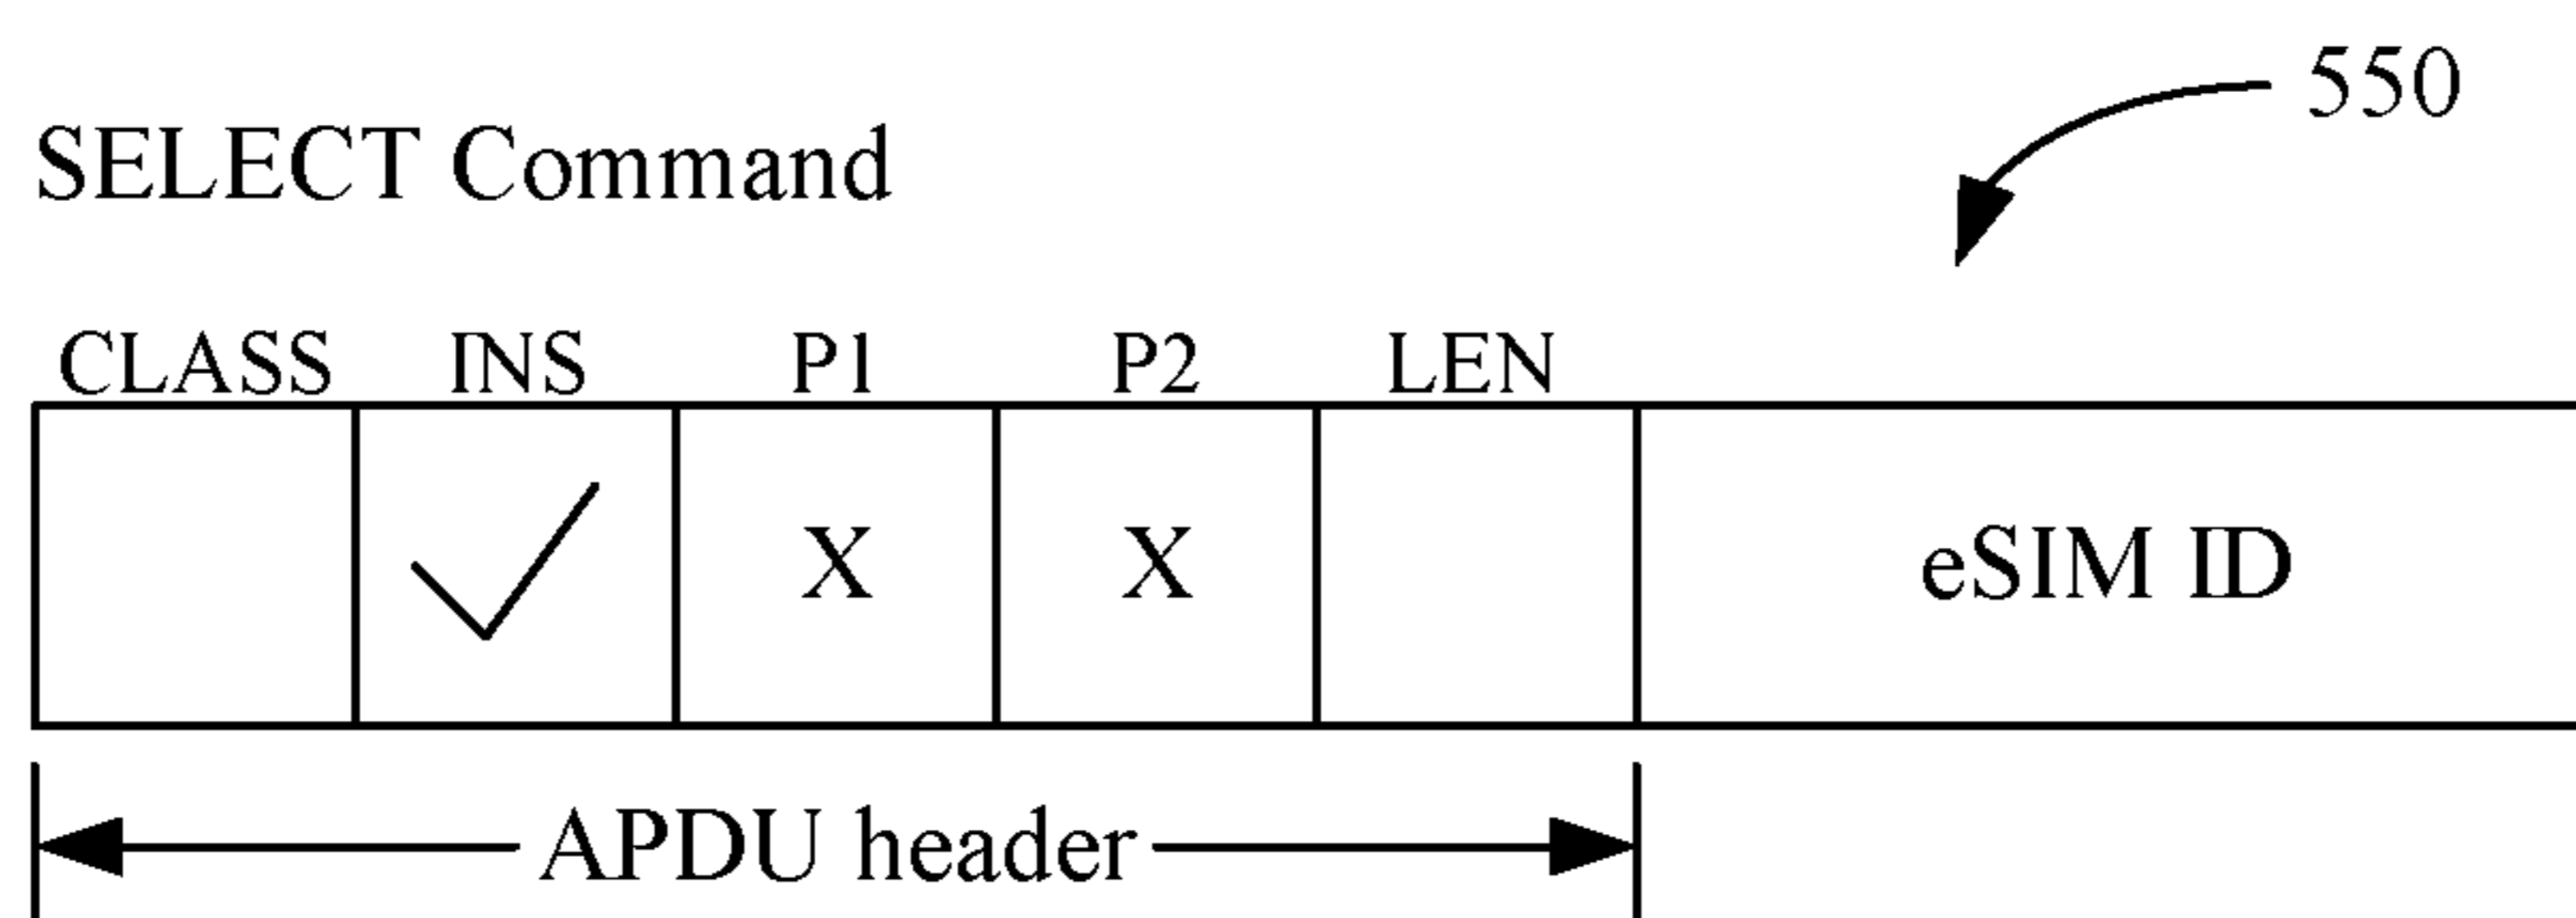 550
SELECT Command
CLASS INS P1 P2 LEN
X X eSIM ID
APDU header